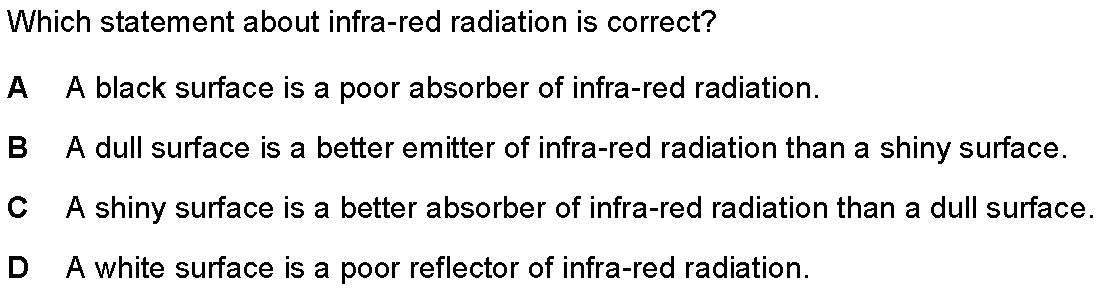 Which statement about infra-red radiation is correct?
A A black surface is a poor absorber of infra-red radiation.
B A dull surface is a better emitter of infra-red radiation than a shiny surface.
C A shiny surface is a better absorber of infra-red radiation than a dull surface.
D A white surface is a poor reflector of infra-red radiation.